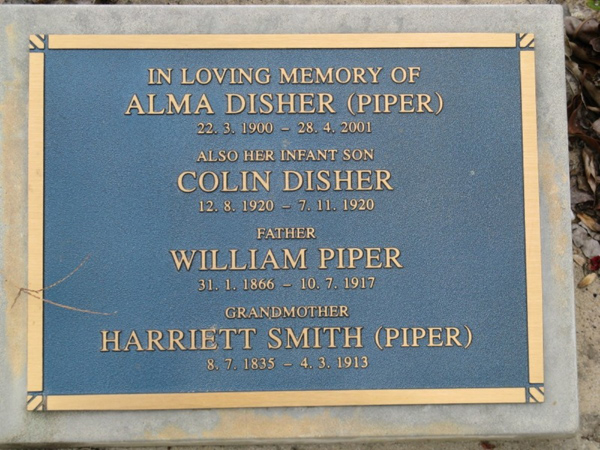 IN LOVING MEMORY OF
ALMA DISHER (PIPER)
22. 3. 1900 – 28. 4. 2001
ALSO HER INFANT SON
COLIN DISHER
12. 8. 1920 – 7. 11. 1920
FATHER
WILLIAM PIPER
31. 1. 1866 – 10. 7. 1917
GRANDMOTHER
HARRIETT SMITH (PIPER)
8. 7. 1835 – 4. 3. 1913